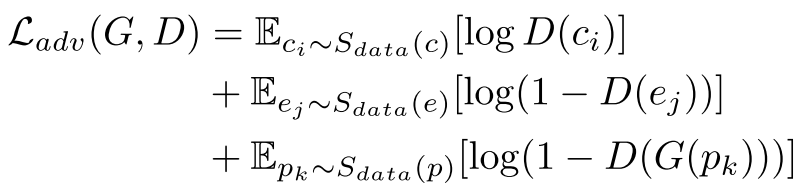 ℒ_{adv}(G, D) = 𝔼_{c_i∼S_{data}(c)}[log D(c_i)]
+ 𝔼_{e_j∼S_{data}(e)}[log(1 − D(e_j))]
+ 𝔼_{p_k∼S_{data}(p)}[log(1 − D(G(p_k)))]